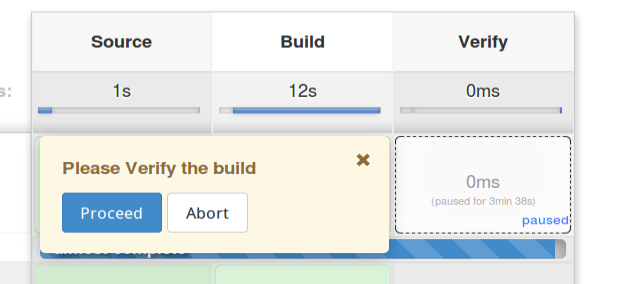 Source Build Verify
s: 1s 12s 0ms
Please Verify the build ✖
Proceed Abort
0ms
(paused for 3min 38s)
paused